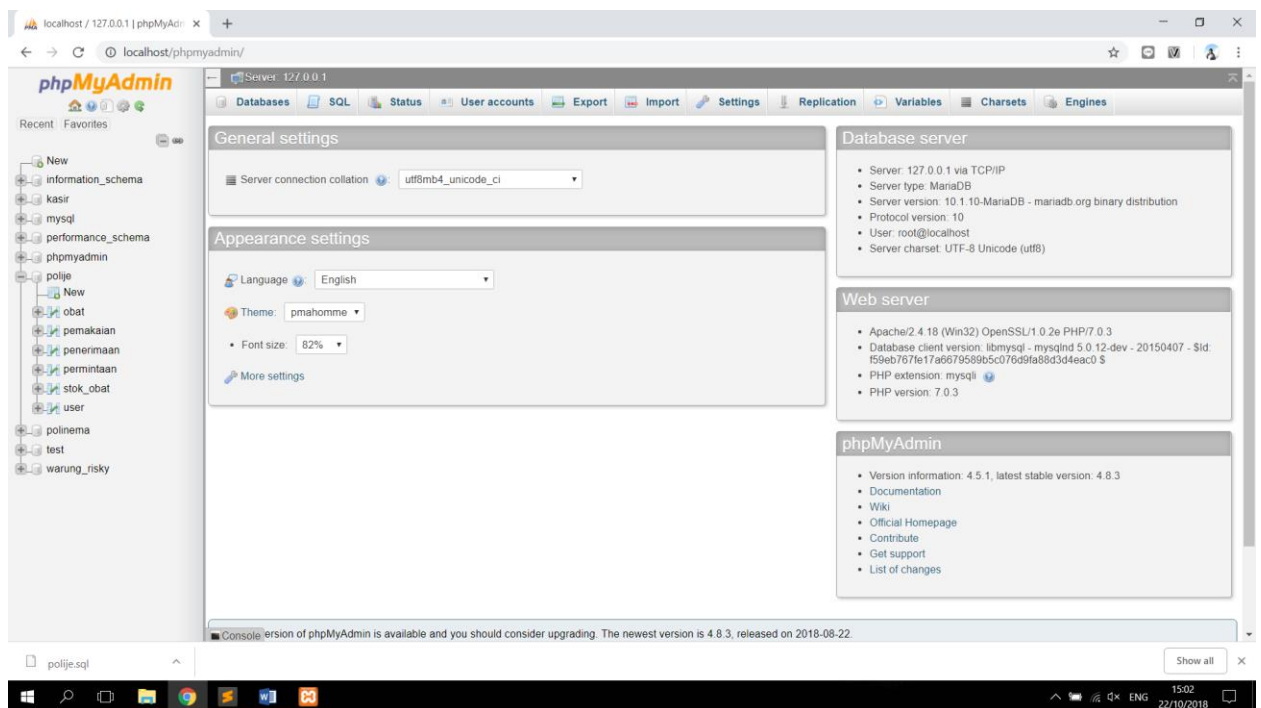 localhost / 127.0.0.1 | phpMyAdn
localhost/phpmyadmin/
phpMyAdmin
Recent Favorites
New
information_schema
kasir
mysql
performance_schema
phpmyadmin
polije
New
obat
pemakaian
penerimaan
permintaan
stok_obat
user
polinema
test
warung_risky
Server: 127.0.0.1
Databases SQL Status User accounts Export Import Settings Replication Variables Charsets Engines
General settings
Server connection collation : utf8mb4_unicode_ci
Appearance settings
Language : English
Theme: pmahomme
Font size: 82%
More settings
Database server
Server: 127.0.0.1 via TCP/IP
Server type: MariaDB
Server version: 10.1.10-MariaDB - mariadb.org binary distribution
Protocol version: 10
User: root@localhost
Server charset: UTF-8 Unicode (utf8)
Web server
Apache/2.4.18 (Win32) OpenSSL/1.0.2e PHP/7.0.3
Database client version: libmysql - mysqlnd 5.0.12-dev - 20150407 - $Id:
f59eb767fe17a6679589b5c076d9fa88d3d4eac0 $
PHP extension: mysqli
PHP version: 7.0.3
phpMyAdmin
Version information: 4.5.1, latest stable version: 4.8.3
Documentation
Wiki
Official Homepage
Contribute
Get support
List of changes
Console ersion of phpMyAdmin is available and you should consider upgrading. The newest version is 4.8.3, released on 2018-08-22.
polije.sql
Show all
ENG
15:02
22/10/2018